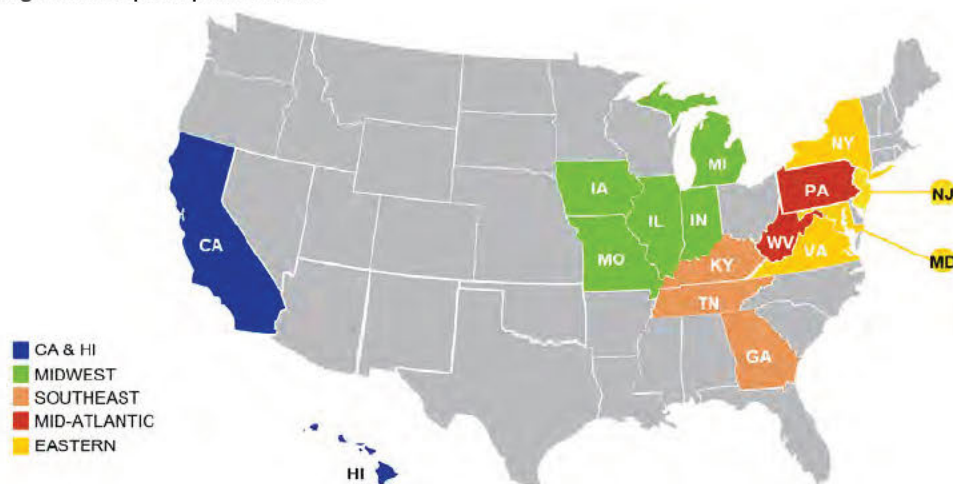 NY
MI
PA
IA
NJ
IL
IN
WV
CA
VA
MO
KY
MD
TN
GA
CA & HI
MIDWEST
SOUTHEAST
MID-ATLANTIC
EASTERN
HI